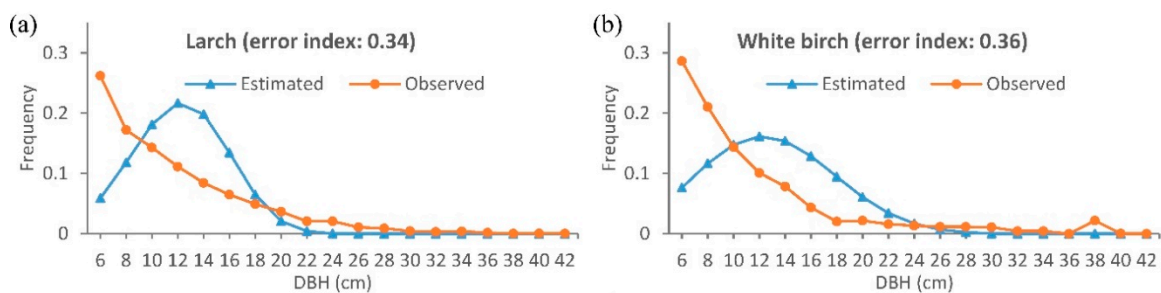 (a)
Larch (error index: 0.34)
Estimated Observed
Frequency
0.3
0.2
0.1
0
6 8 10 12 14 16 18 20 22 24 26 28 30 32 34 36 38 40 42
DBH (cm)
(b)
White birch (error index: 0.36)
Estimated Observed
Frequency
0.3
0.2
0.1
0
6 8 10 12 14 16 18 20 22 24 26 28 30 32 34 36 38 40 42
DBH (cm)